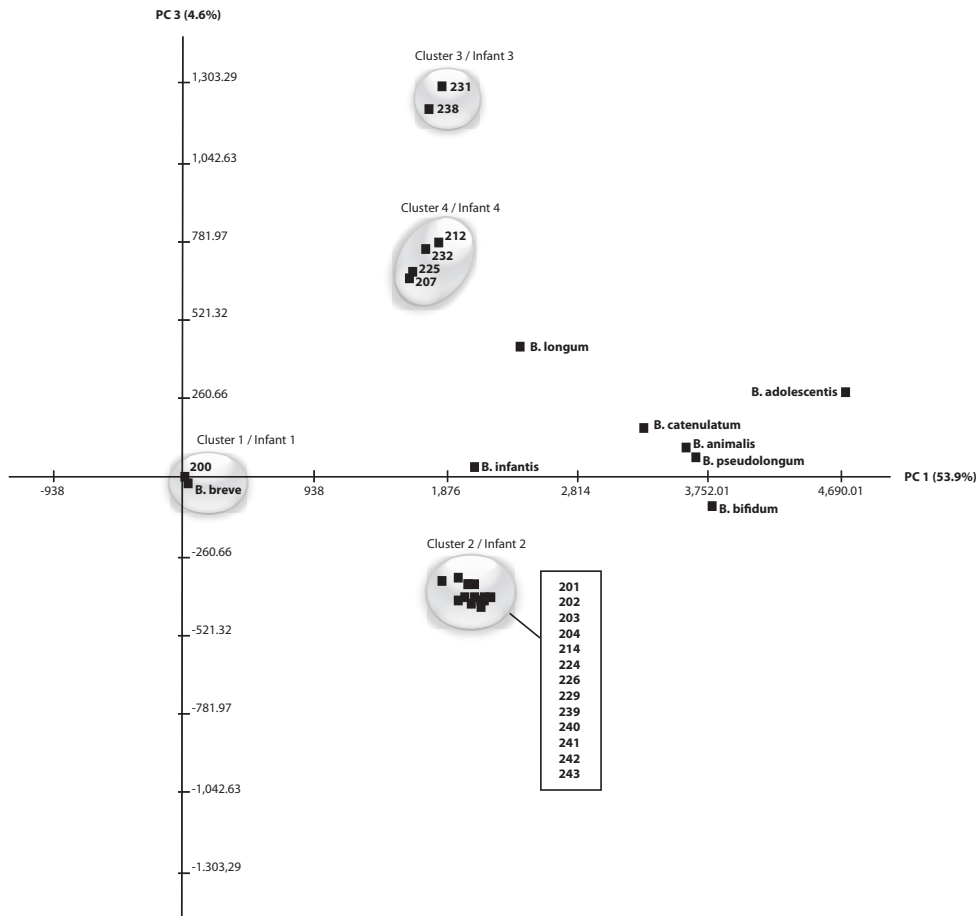 PC 3 (4.6%)
Cluster 3 / Infant 3
1,303.29
231
238
1,042.63
Cluster 4 / Infant 4
781.97
212
232
225
207
521.32
B. longum
260.66
B. adolescentis
B. catenulatum
Cluster 1 / Infant 1
B. animalis
200
B. infantis
B. pseudolongum
PC 1 (53.9%)
B. breve
-938
938
1,876
2,814
3,752.01
4,690.01
B. bifidum
Cluster 2 / Infant 2
-260.66
201
202
203
204
214
224
226
229
239
240
241
242
243
-521.32
-781.97
-1,042.63
-1.303,29